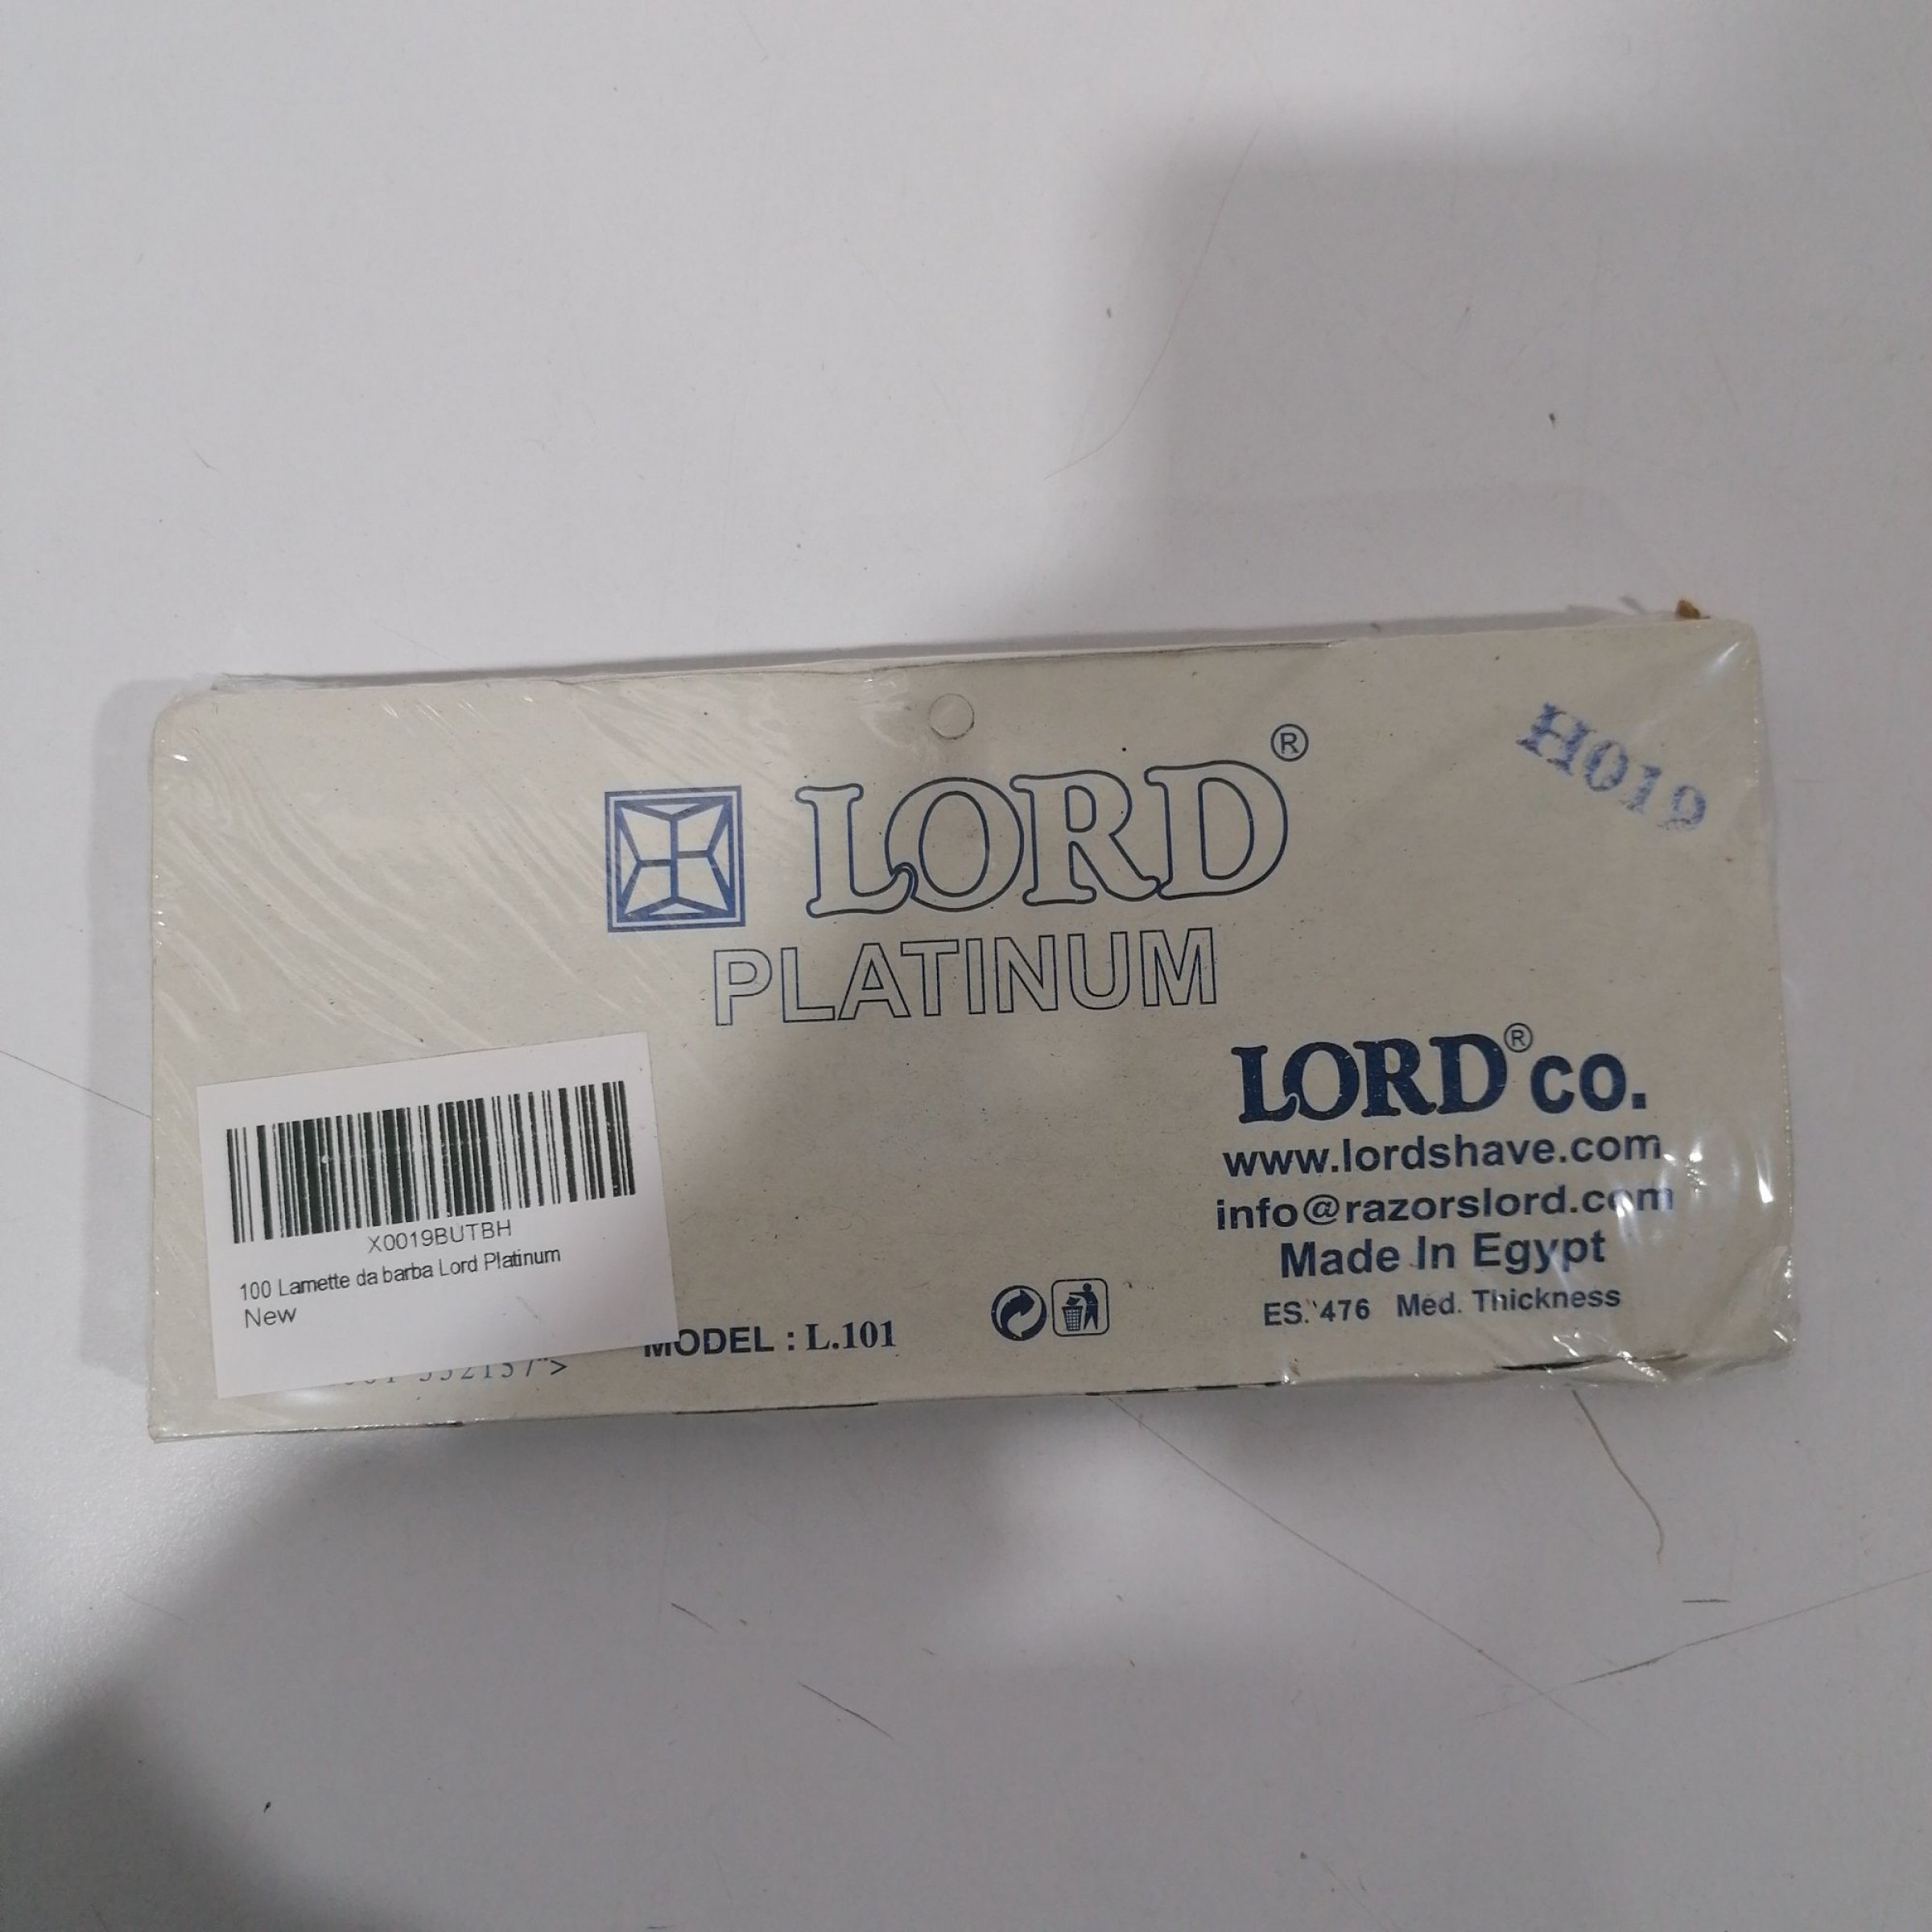 H019
LORD®
PLATINUM
LORD® CO.
www.lordshave.com
info@razorslord.com
Made In Egypt
ES. 476 Med. Thickness
X0019BUTBH
100 Lamette da barba Lord Platinum
New
MODEL : L.101